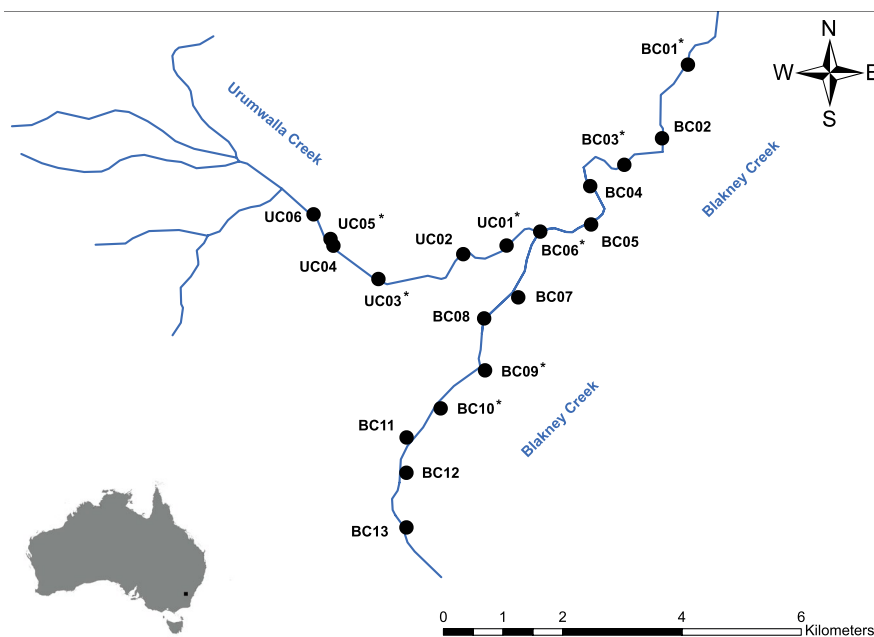 N
BC01*
W
E
S
Urumwalla Creek
BC02
BC03*
Blakney Creek
BC04
UC06
UC05*
UC04
UC02
UC01*
BC06*
BC05
UC03*
BC07
BC08
BC09*
BC10*
Blakney Creek
BC11
BC12
BC13
0 1 2 4 6
Kilometers